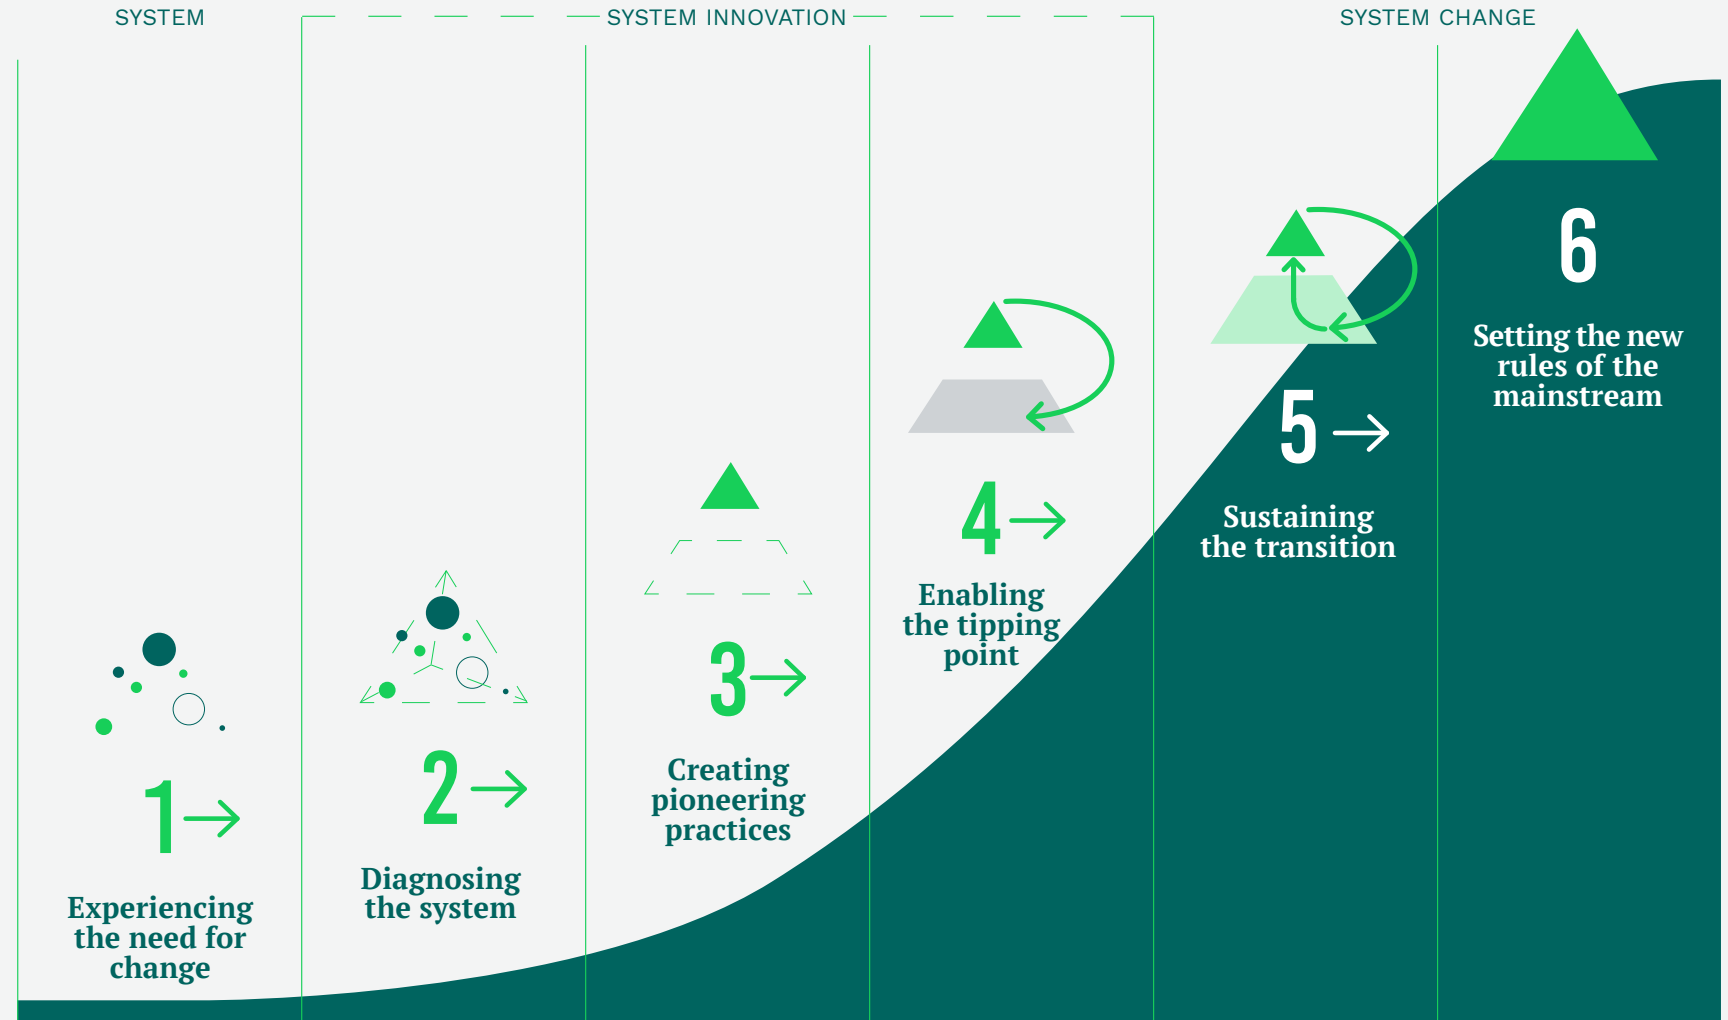 SYSTEM
SYSTEM INNOVATION
SYSTEM CHANGE
1
Experiencing
the need for
change
2
Diagnosing
the system
3
Creating
pioneering
practices
4
Enabling
the tipping
point
5
Sustaining
the transition
6
Setting the new
rules of the
mainstream